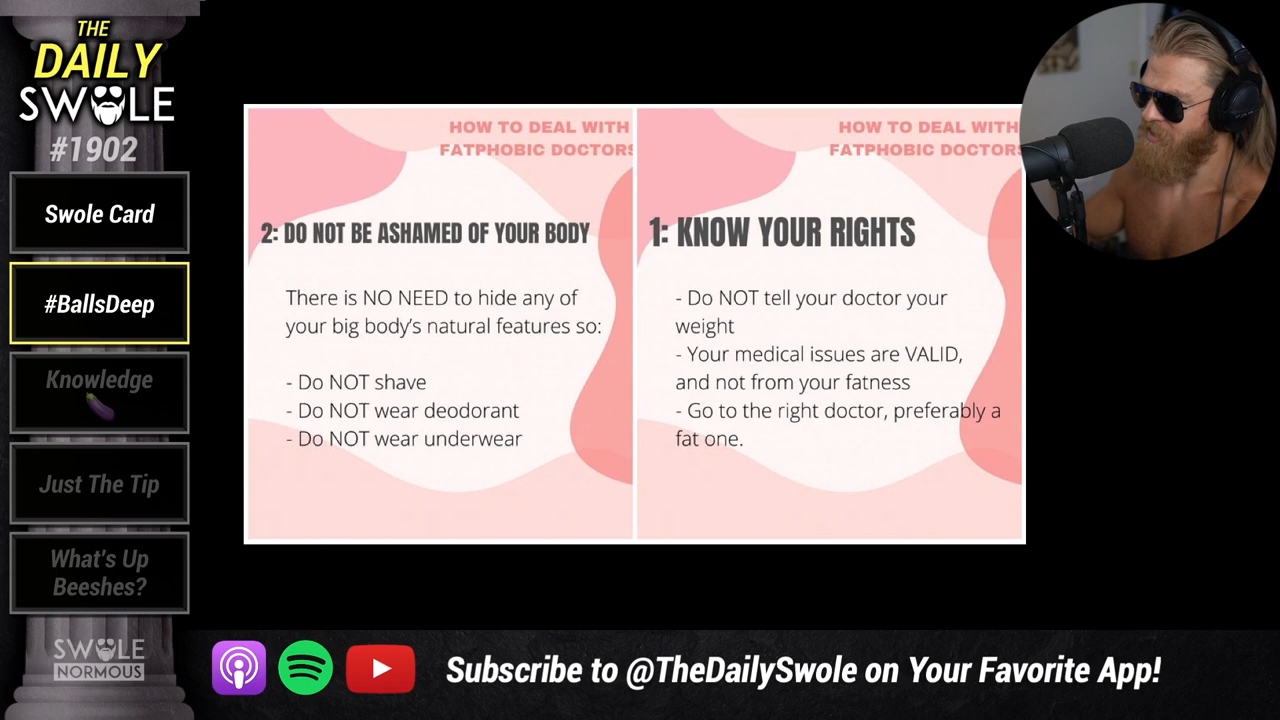 THE
DAILY
SWOLE
#1902
Swole Card
#BallsDeep
Knowledge
Just The Tip
What's Up
Beeshes?
SWOLE
NORMOUS
HOW TO DEAL WITH
FATPHOBIC DOCTORS
2: DO NOT BE ASHAMED OF YOUR BODY
There is NO NEED to hide any of
your big body's natural features so:
- Do NOT shave
- Do NOT wear deodorant
- Do NOT wear underwear
HOW TO DEAL WITH
FATPHOBIC DOCTORS
1: KNOW YOUR RIGHTS
- Do NOT tell your doctor your
weight
- Your medical issues are VALID,
and not from your fatness
- Go to the right doctor, preferably a
fat one.
Subscribe to @TheDailySwole on Your Favorite App!